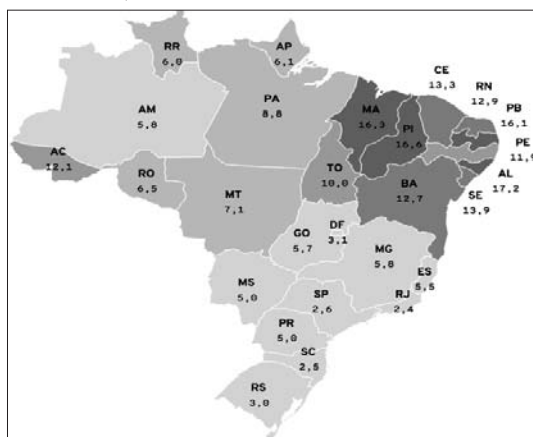 RR
6,0
AP
6,1
AM
PA
8,8
MA
16,3
PI
16,6
CE
13,3
RN
12,9
PB
16,1
PE
11,9
AL
17,2
SE
13,9
AC
12,1
RO
6,5
TO
10,0
BA
12,7
MT
7,1
GO
5,7
DF
3,1
MG
5,8
ES
5,5
MS
5,0
SP
2,6
RJ
2,4
PR
5,0
SC
2,5
RS
3,0